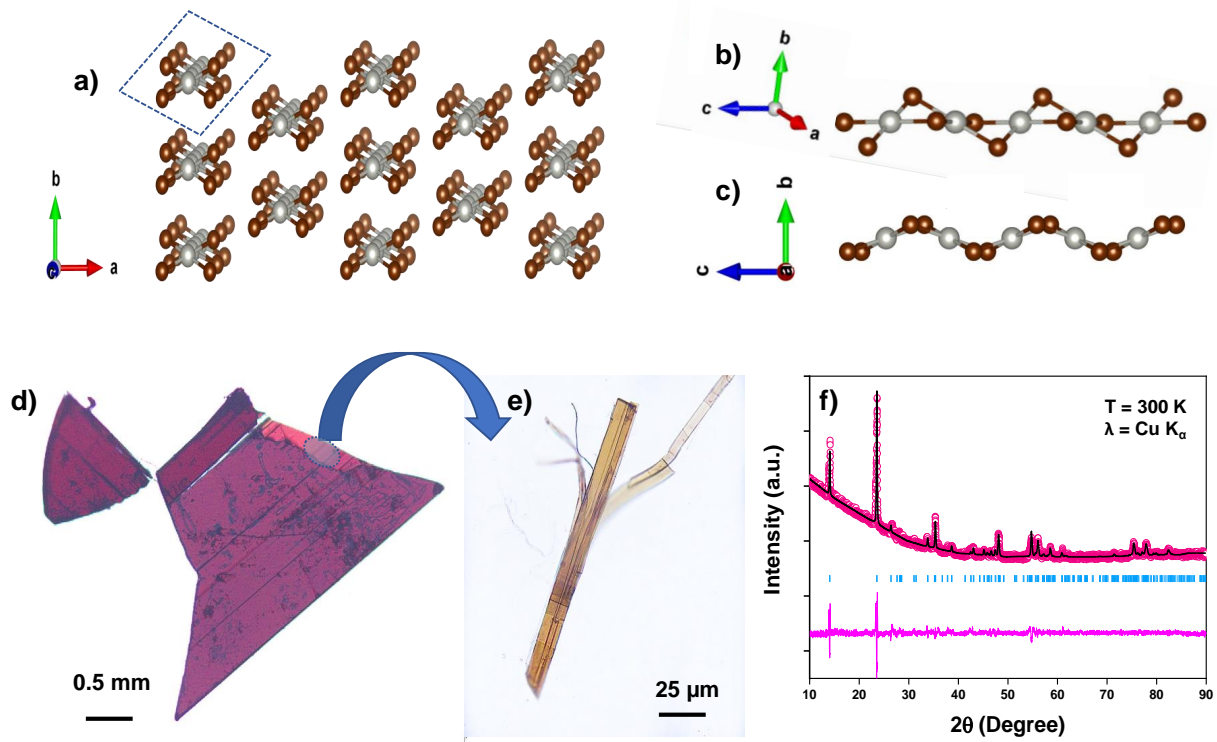 a)
b
a
c
b)
b
c
a
c)
b
c
a
d)
0.5 mm
e)
25 µm
f)
T = 300 K
λ = Cu Kα
Intensity (a.u.)
10 20 30 40 50 60 70 80 90
2θ (Degree)